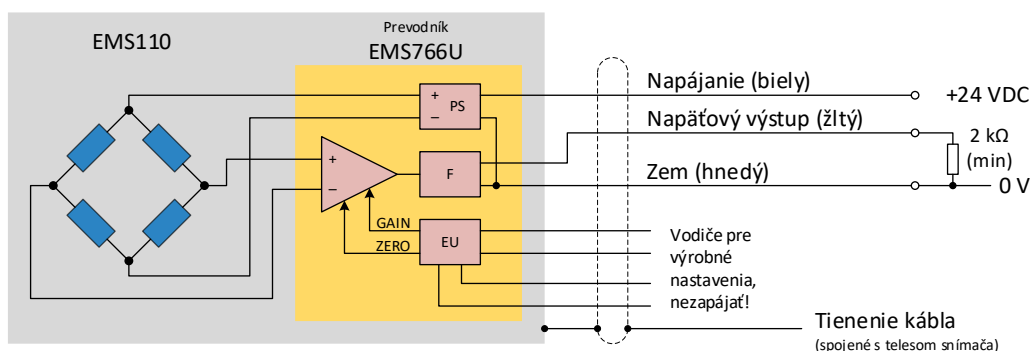 EMS110
Prevodník
EMS766U
+
−
PS
+
−
F
GAIN
ZERO
EU
Napájanie (biely)
+24 VDC
Napäťový výstup (žltý)
2 kΩ
(min)
Zem (hnedý)
0 V
Vodiče pre
výrobné
nastavenia,
nezapájať!
Tienenie kábla
(spojené s telesom snímača)